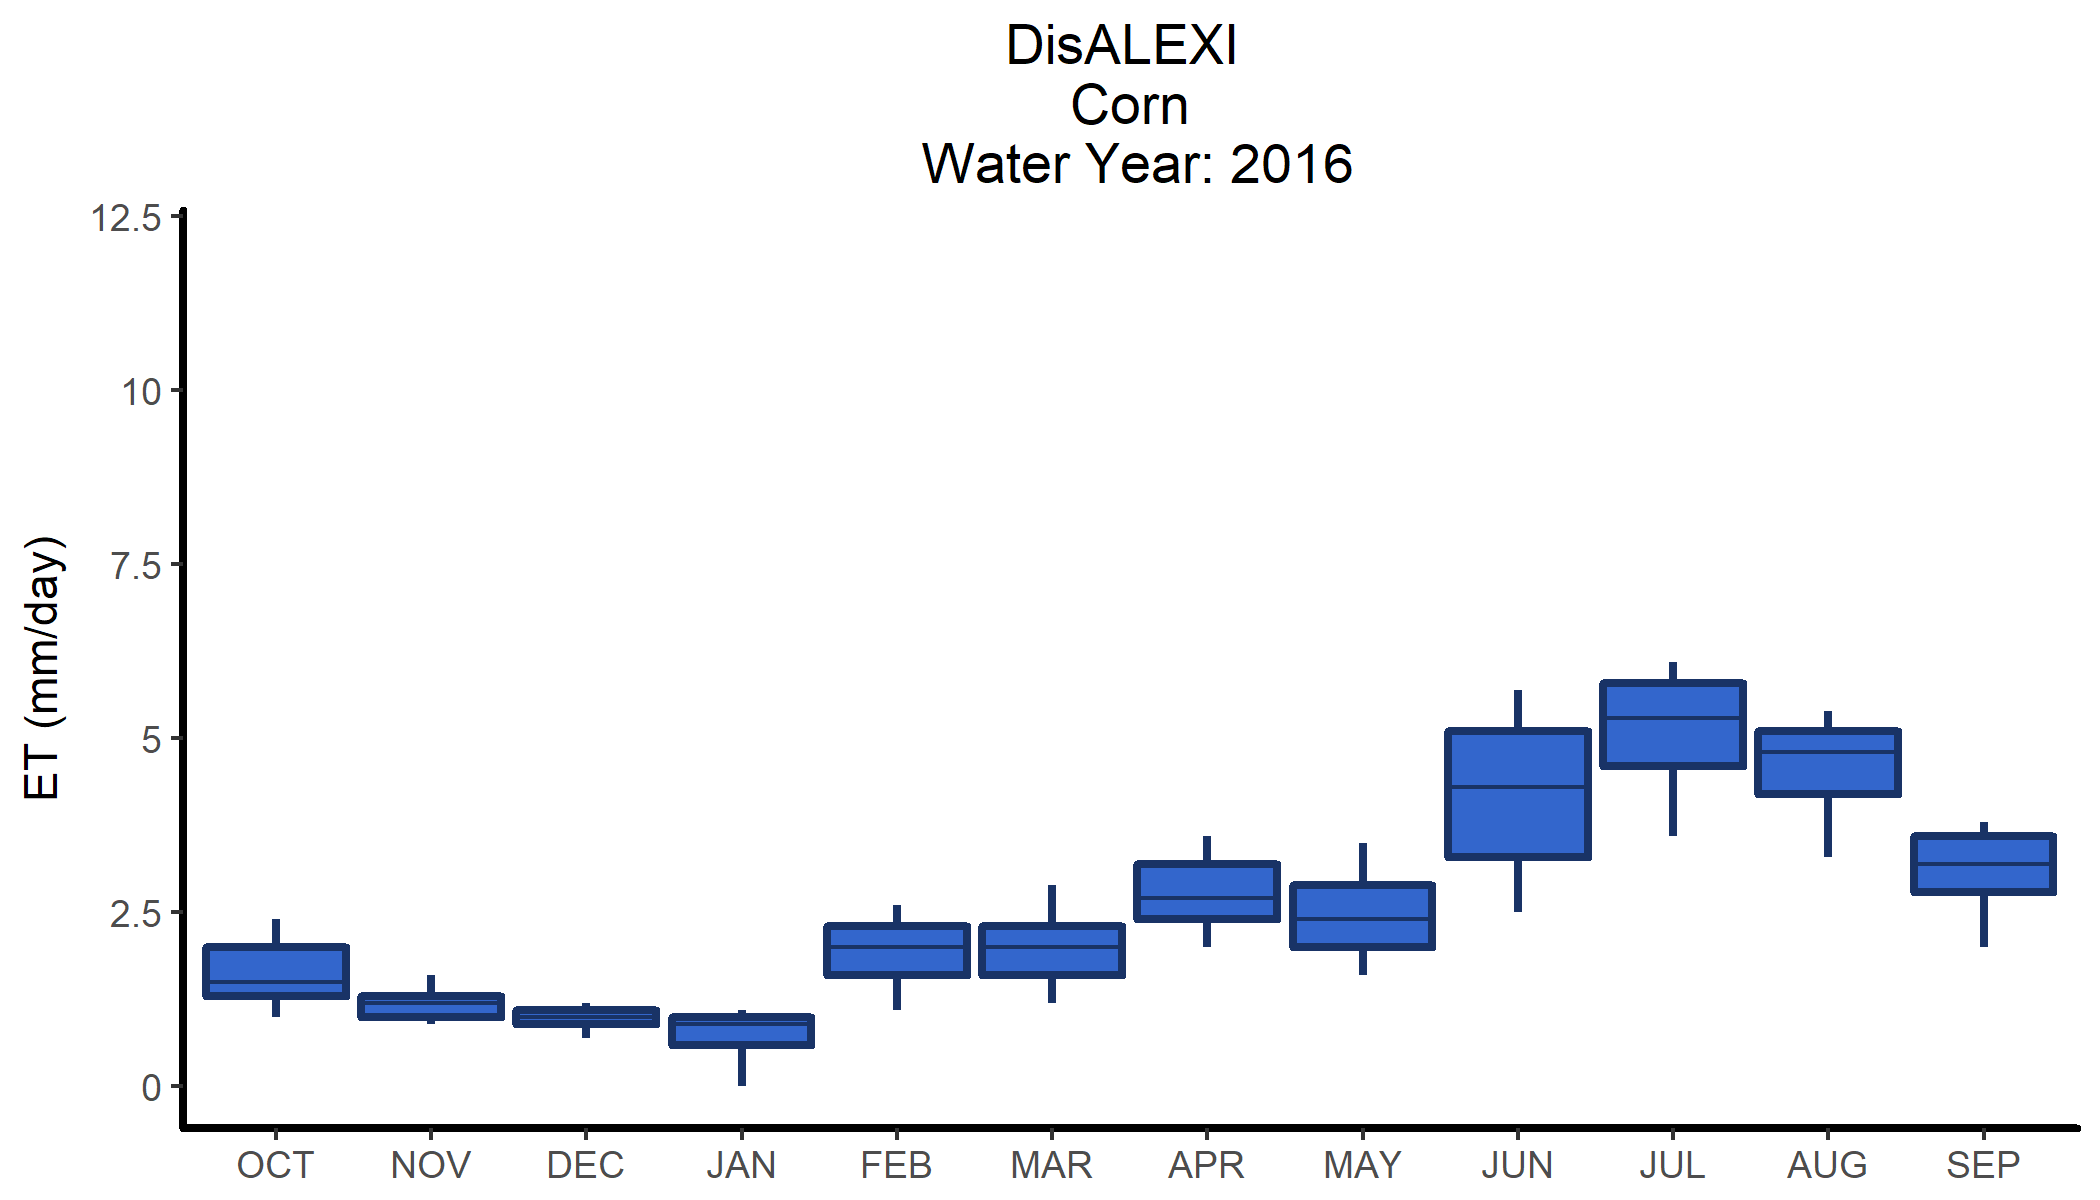 DisALEXI
Corn
Water Year: 2016
12.5
10
7.5
5
2.5
0
ET (mm/day)
OCT NOV DEC JAN FEB MAR APR MAY JUN JUL AUG SEP